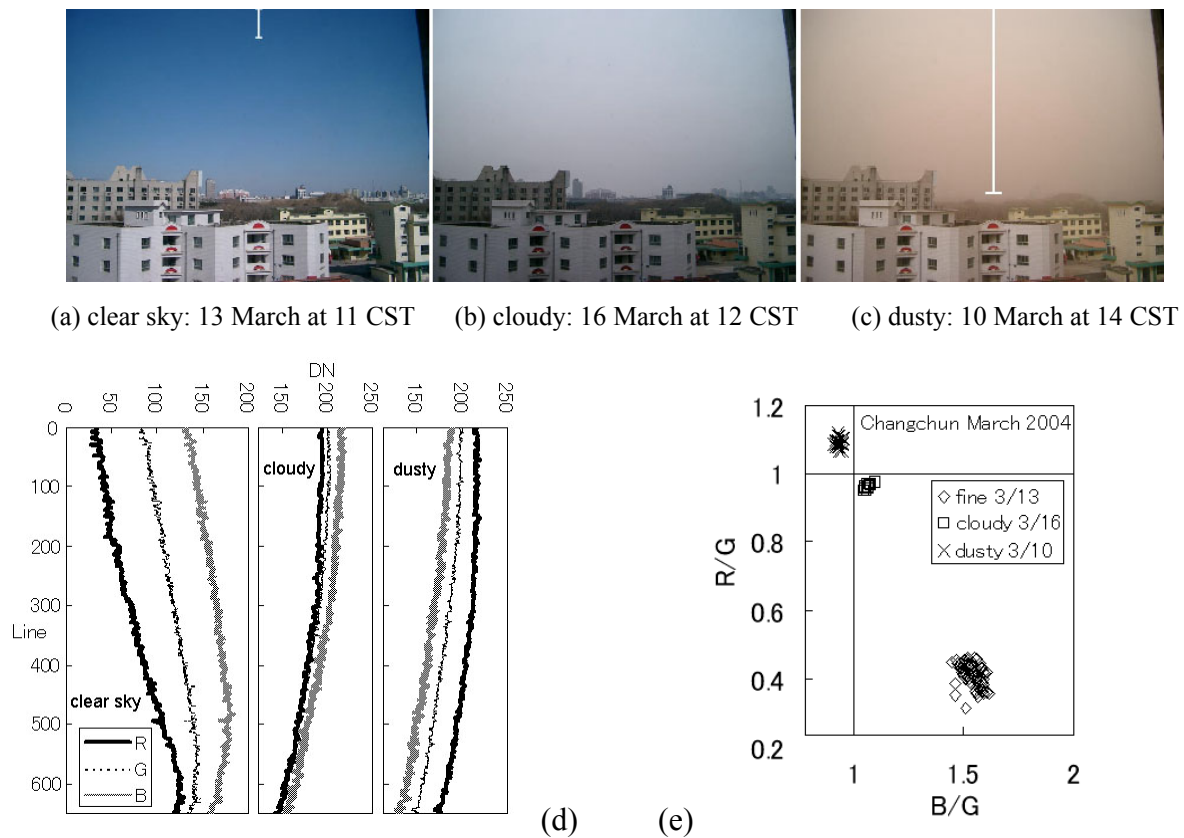 (a) clear sky: 13 March at 11 CST
(b) cloudy: 16 March at 12 CST
(c) dusty: 10 March at 14 CST
DN
0 50 100 150 200
150 200 250
150 200 250
0
100
200
300
Line
400
500
600
clear sky
cloudy
dusty
R
G
B
(d)
1.2
1
0.8
0.6
0.4
0.2
R/G
Changchun March 2004
fine 3/13
cloudy 3/16
dusty 3/10
1 1.5 2
B/G
(e)